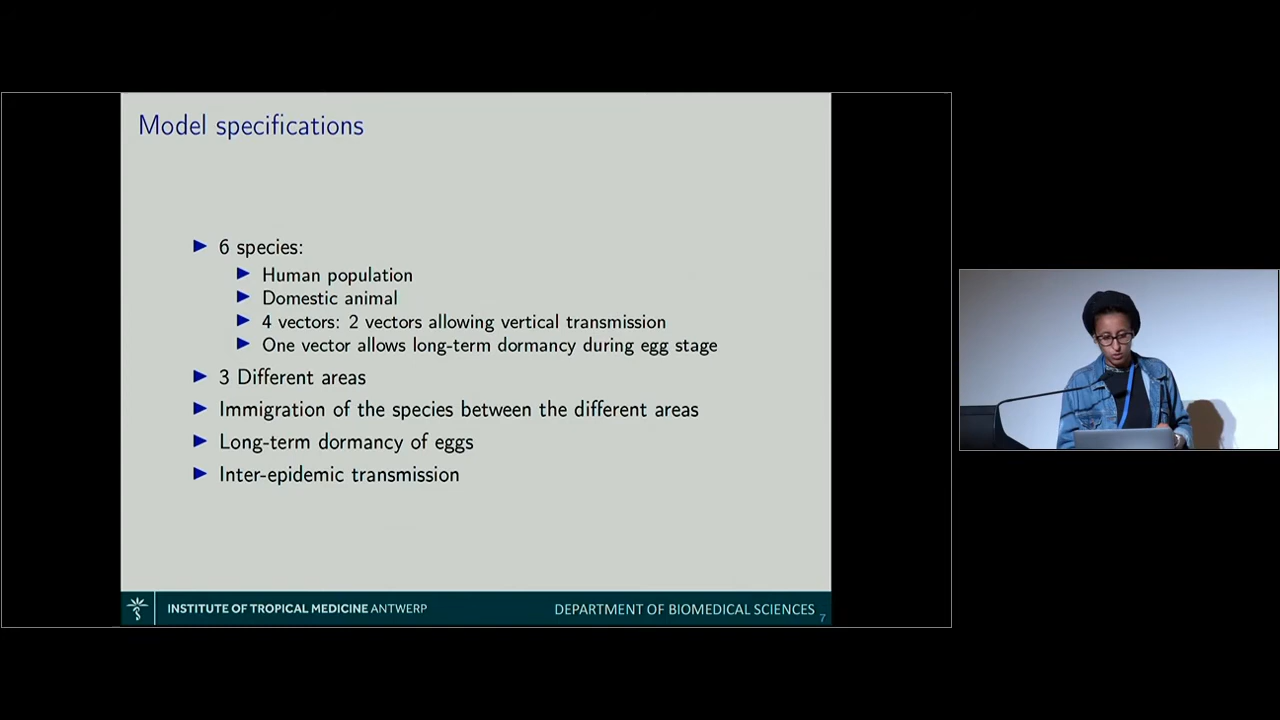 Model specifications
6 species:
Human population
Domestic animal
4 vectors: 2 vectors allowing vertical transmission
One vector allows long-term dormancy during egg stage
3 Different areas
Immigration of the species between the different areas
Long-term dormancy of eggs
Inter-epidemic transmission
INSTITUTE OF TROPICAL MEDICINE ANTWERP
DEPARTMENT OF BIOMEDICAL SCIENCES
7